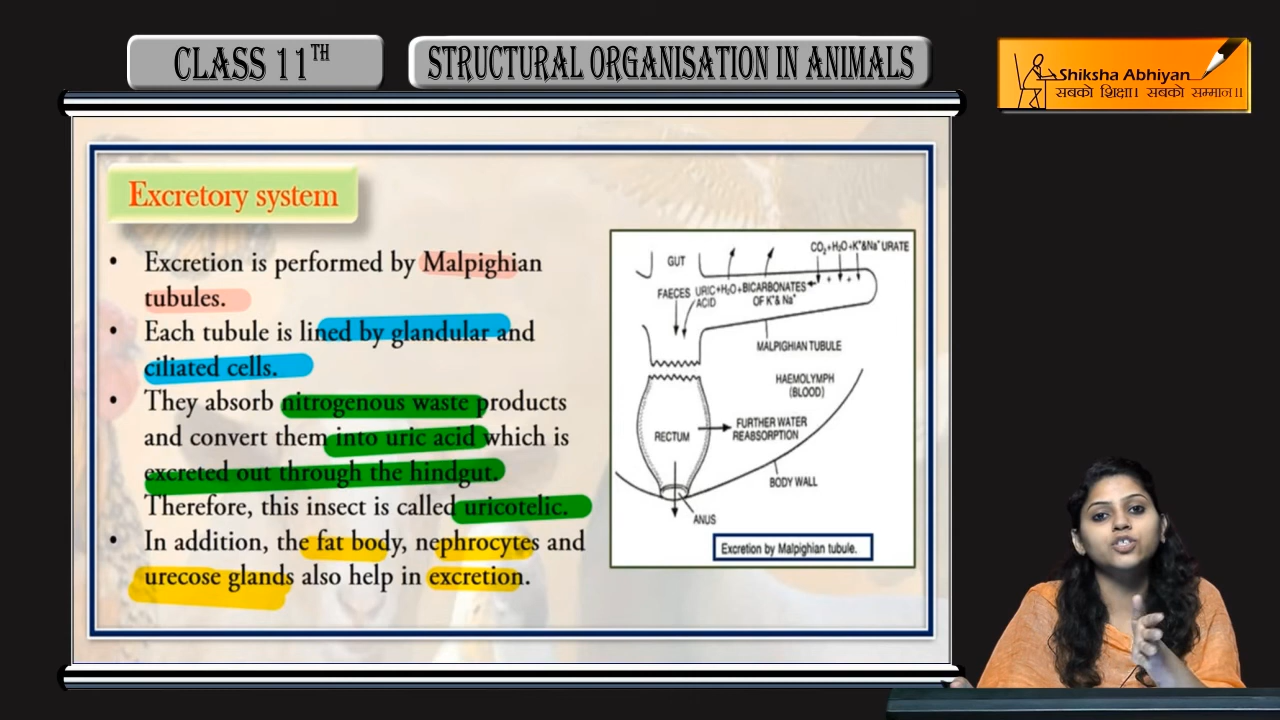 CLASS 11TH
STRUCTURAL ORGANISATION IN ANIMALS
Shiksha Abhiyan
सबको शिक्षा। सबको सम्मान।।
Excretory system
• Excretion is performed by Malpighian
tubules.
• Each tubule is lined by glandular and
ciliated cells.
• They absorb nitrogenous waste products
and convert them into uric acid which is
excreted out through the hindgut.
Therefore, this insect is called uricotelic.
• In addition, the fat body, nephrocytes and
urecose glands also help in excretion.
CO₂+H₂O+K⁺&Na⁺ URATE
GUT
FAECES
URIC+H₂O+BICARBONATES
ACID
OF K⁺& Na⁺
MALPIGHIAN TUBULE
HAEMOLYMPH
(BLOOD)
FURTHER WATER
REABSORPTION
RECTUM
BODY WALL
ANUS
Excretion by Malpighian tubule.